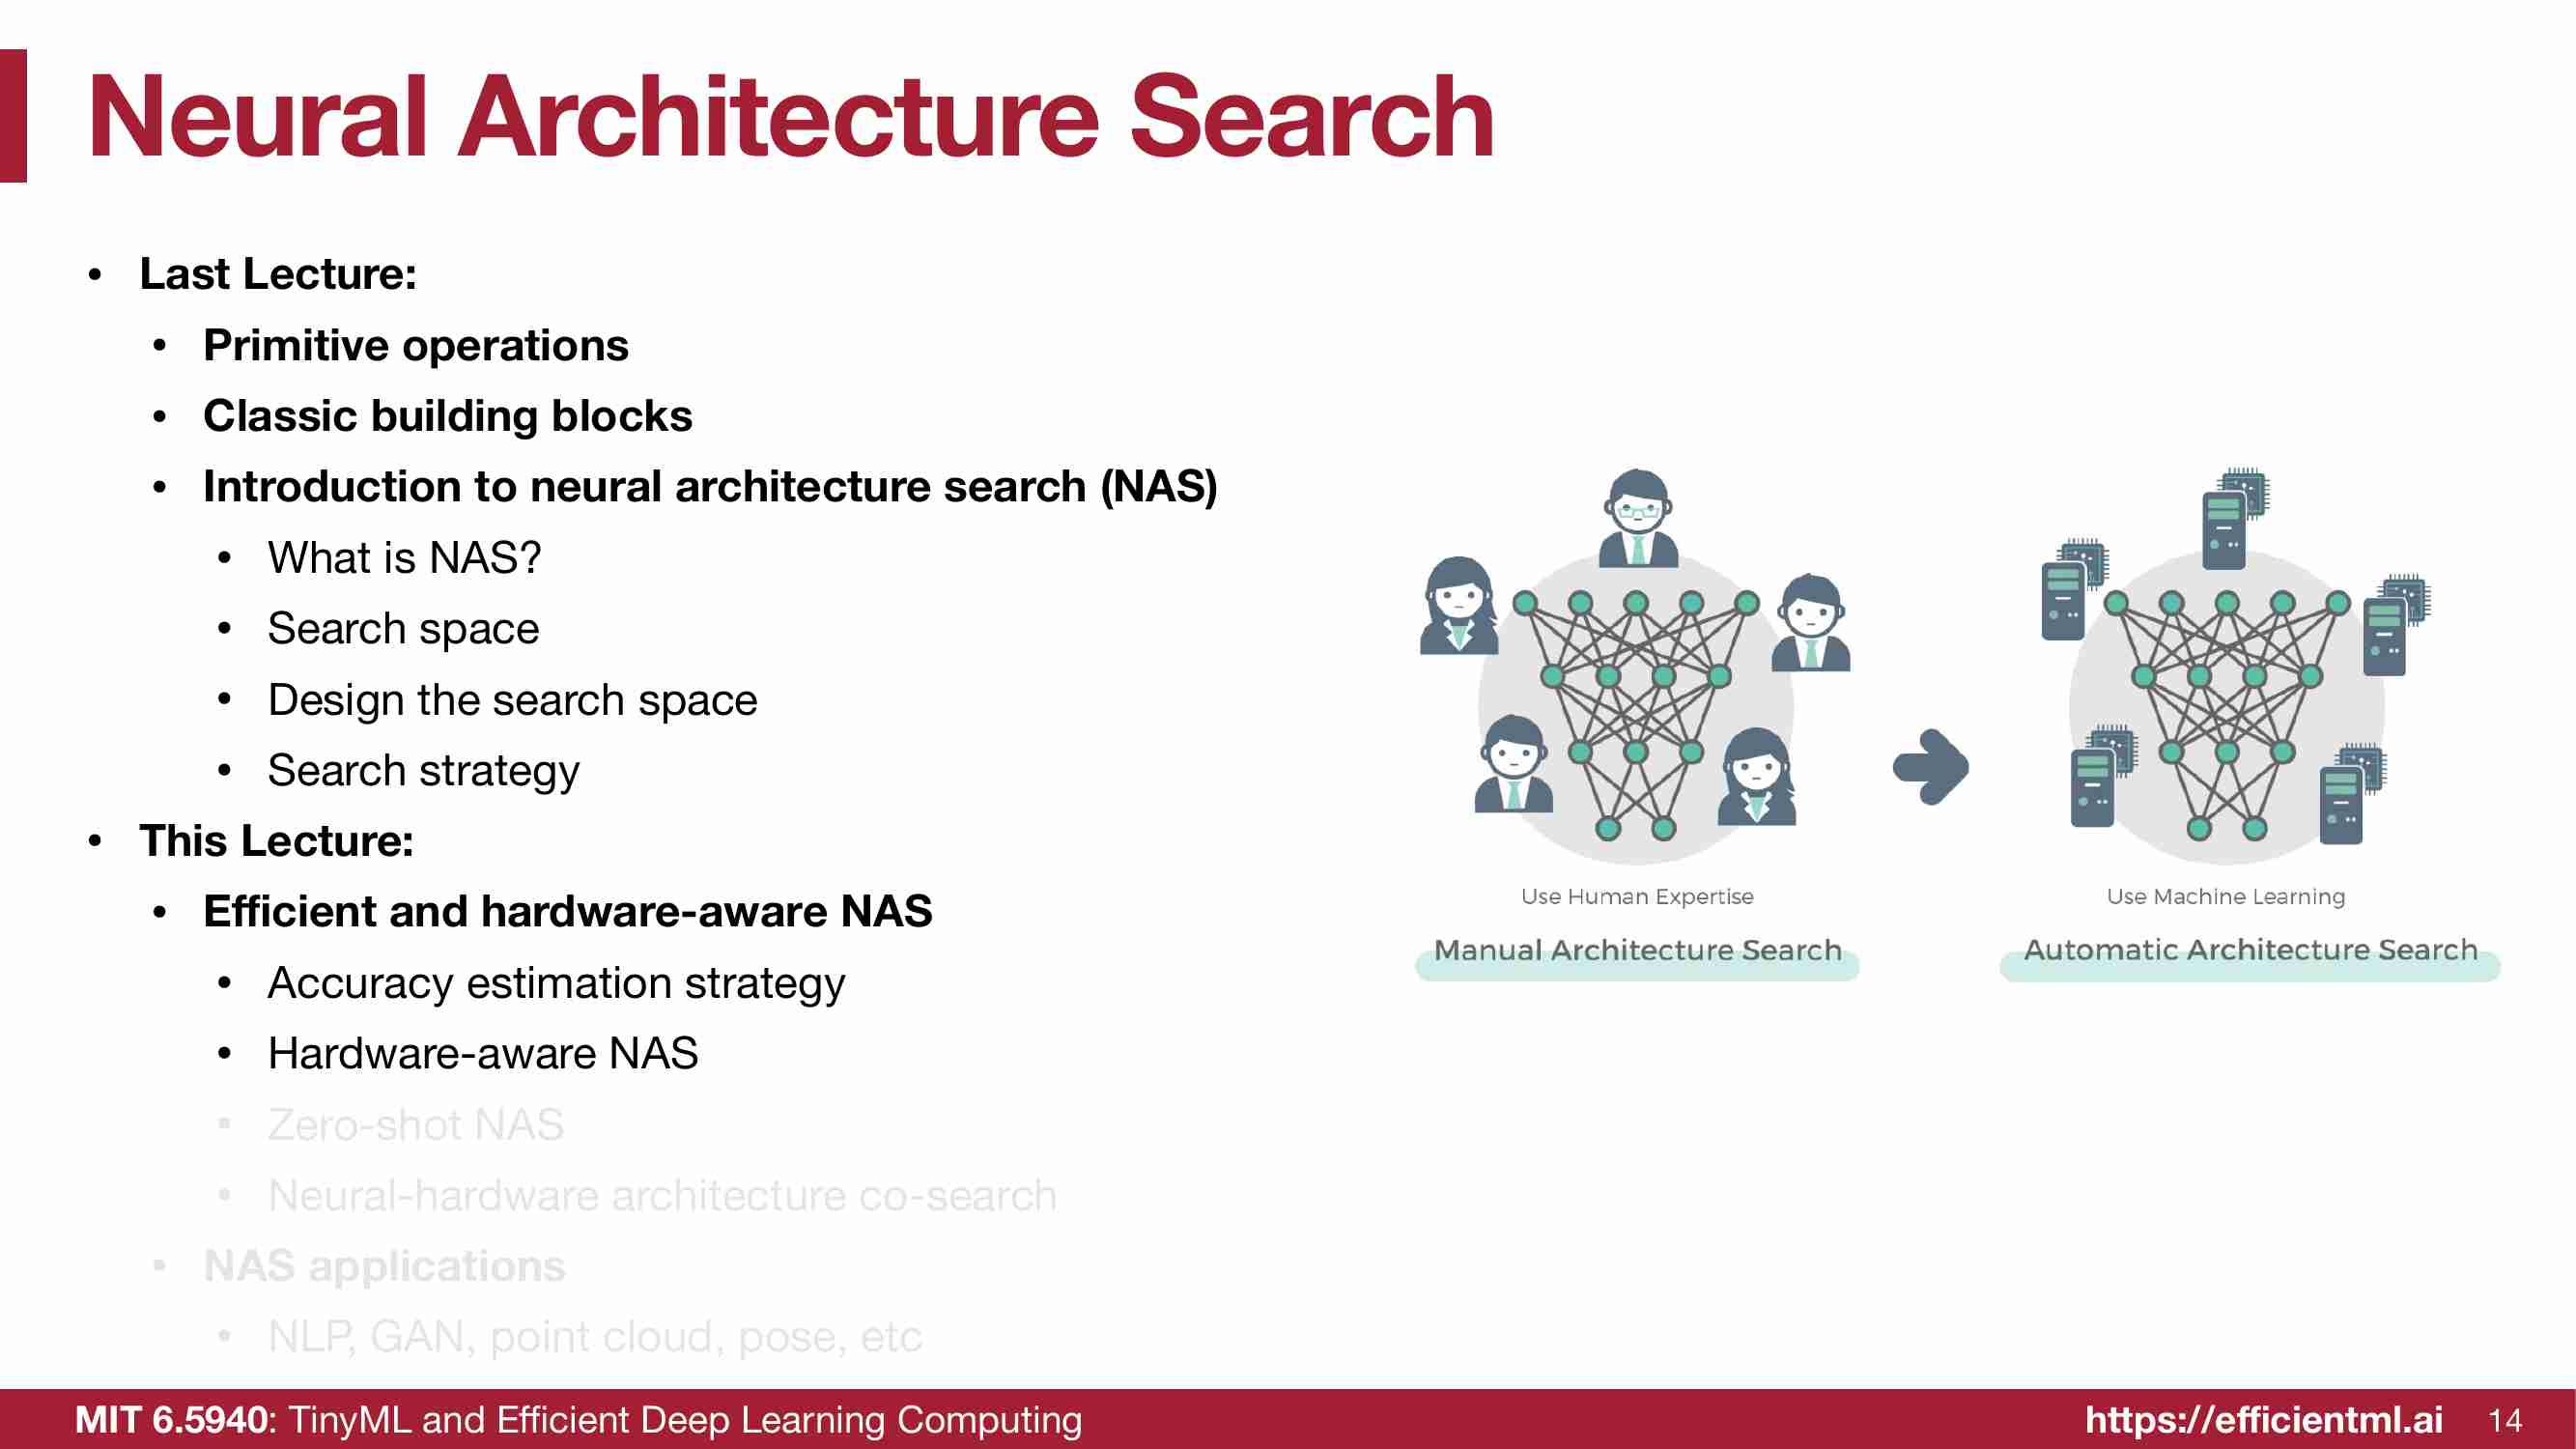 Neural Architecture Search
• Last Lecture:
• Primitive operations
• Classic building blocks
• Introduction to neural architecture search (NAS)
• What is NAS?
• Search space
• Design the search space
• Search strategy
• This Lecture:
• Efficient and hardware-aware NAS
• Accuracy estimation strategy
• Hardware-aware NAS
• Zero-shot NAS
• Neural-hardware architecture co-search
• NAS applications
• NLP, GAN, point cloud, pose, etc
Use Human Expertise
Manual Architecture Search
Use Machine Learning
Automatic Architecture Search
MIT 6.5940: TinyML and Efficient Deep Learning Computing
https://efficientml.ai
14